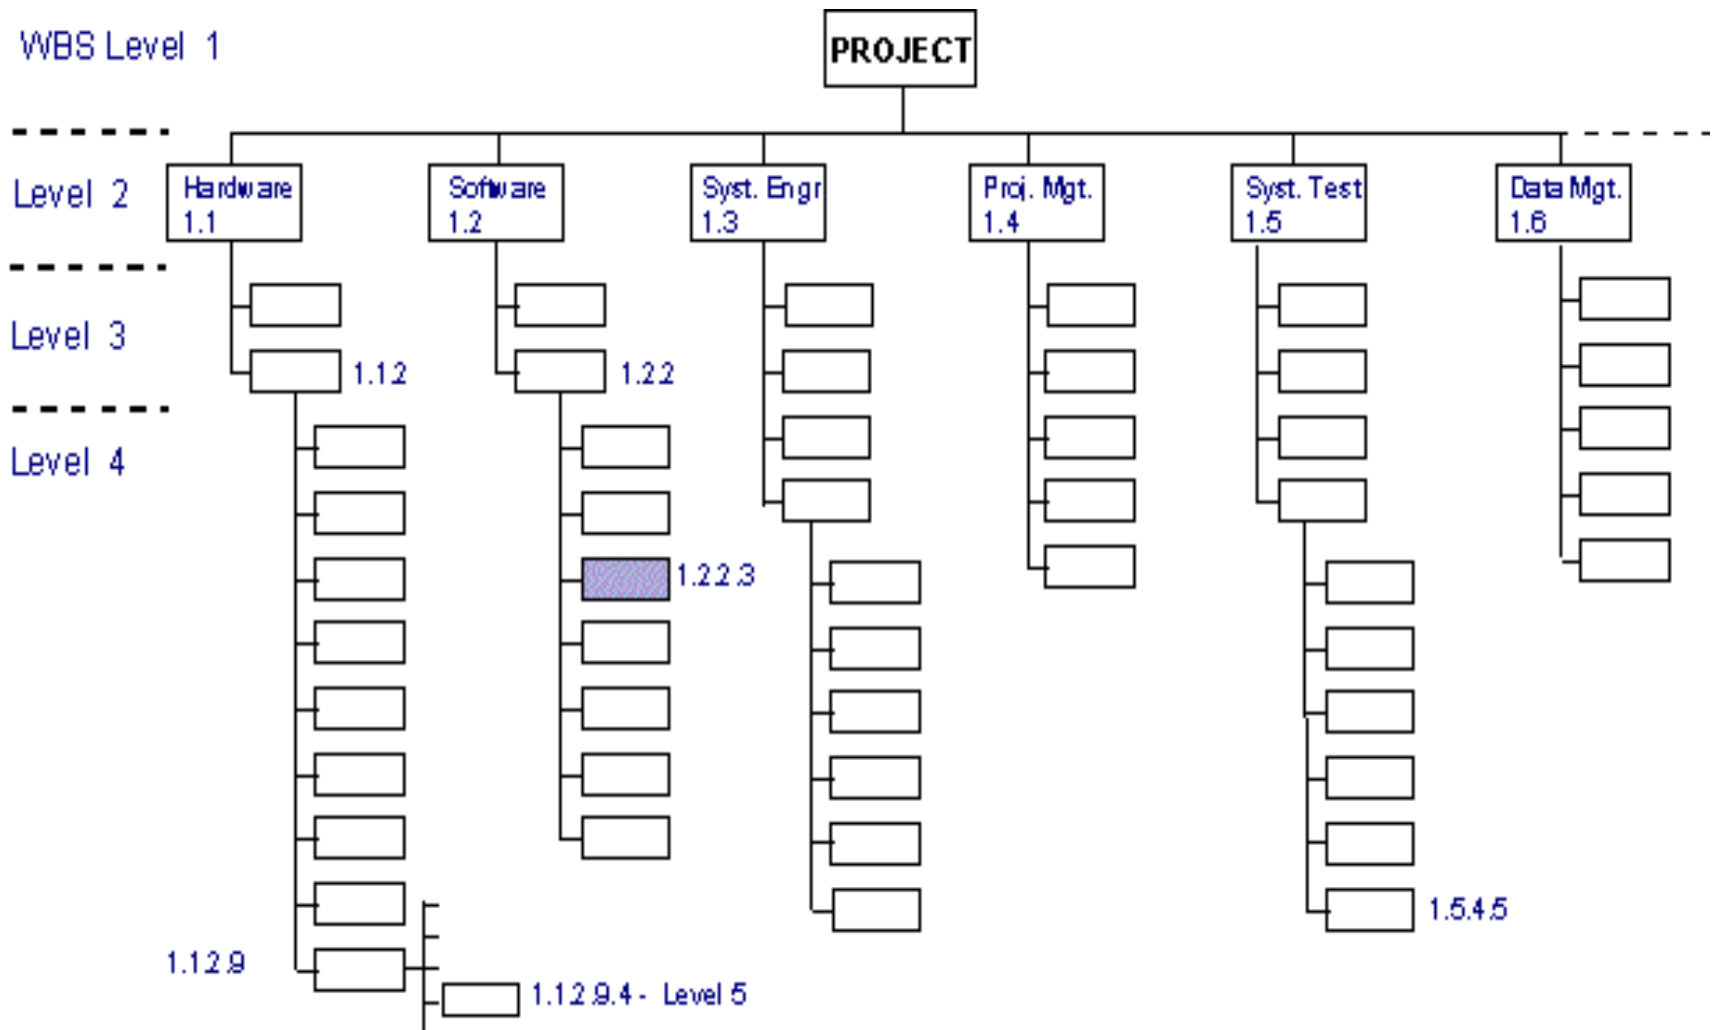 WBS Level 1
PROJECT
Level 2
Hardware
1.1
Software
1.2
Syst. Engr
1.3
Proj. Mgt.
1.4
Syst. Test
1.5
Data Mgt.
1.6
Level 3
1.1.2
1.2.2
Level 4
1.2.2.3
1.5.4.5
1.1.2.9
1.1.2.9.4 - Level 5